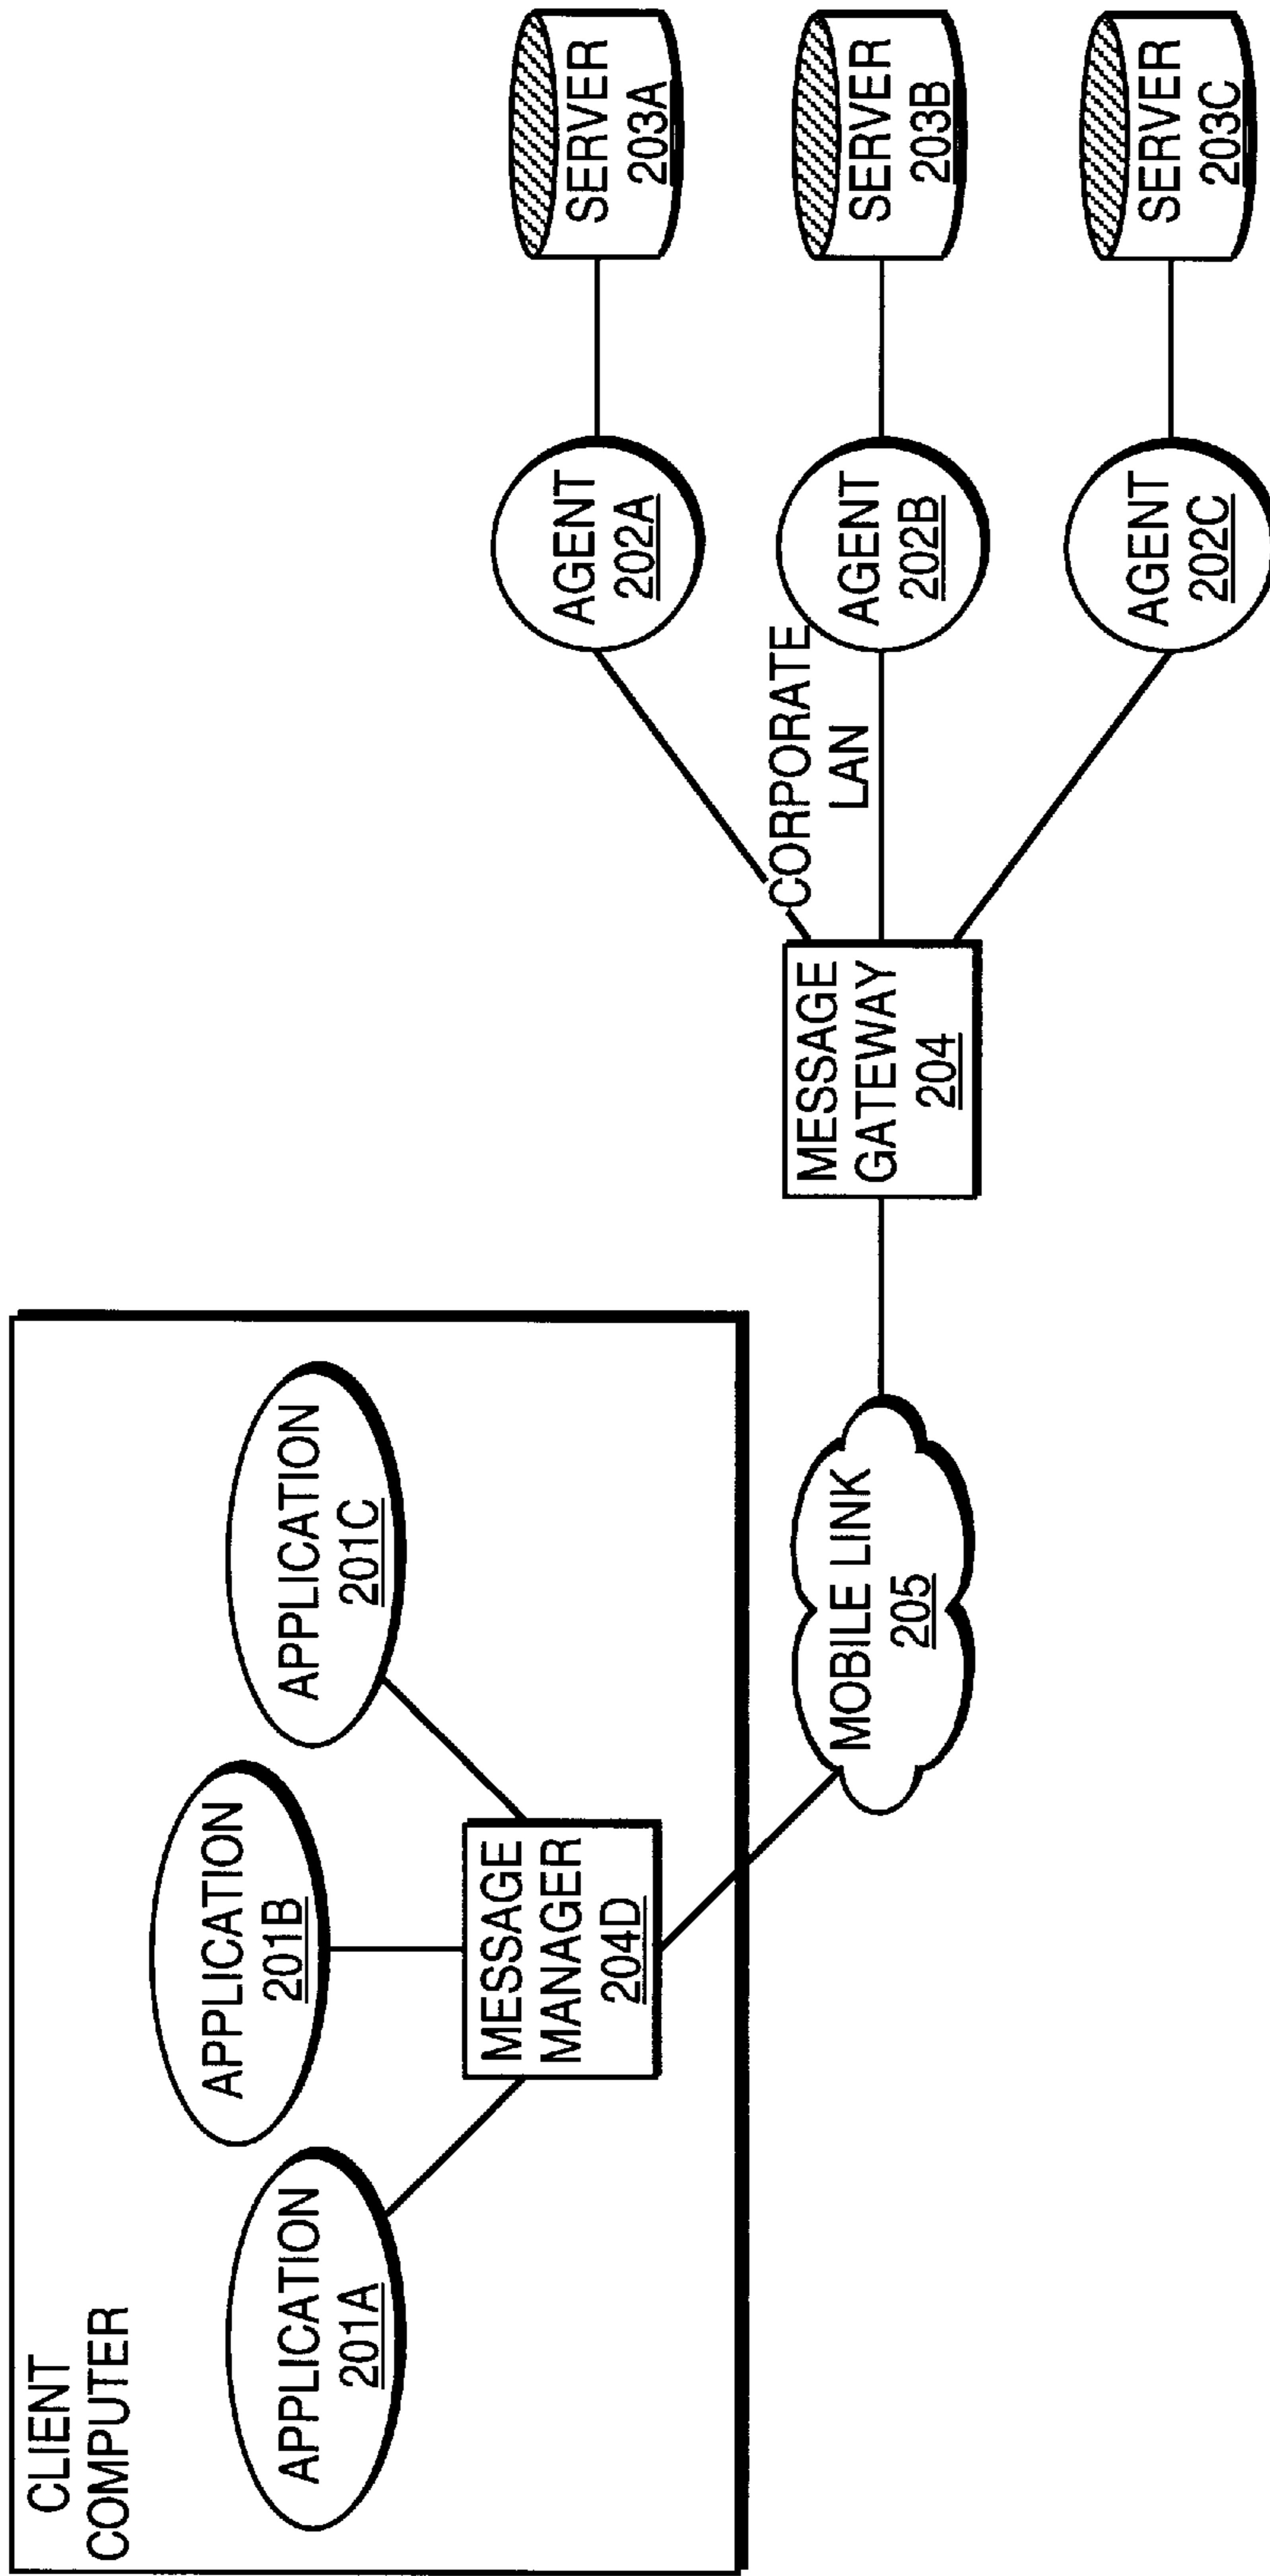 CLIENT
COMPUTER
APPLICATION
201A
APPLICATION
201B
APPLICATION
201C
MESSAGE
MANAGER
204D
MOBILE LINK
205
MESSAGE
GATEWAY
204
CORPORATE
LAN
AGENT
202A
AGENT
202B
AGENT
202C
SERVER
203A
SERVER
203B
SERVER
203C